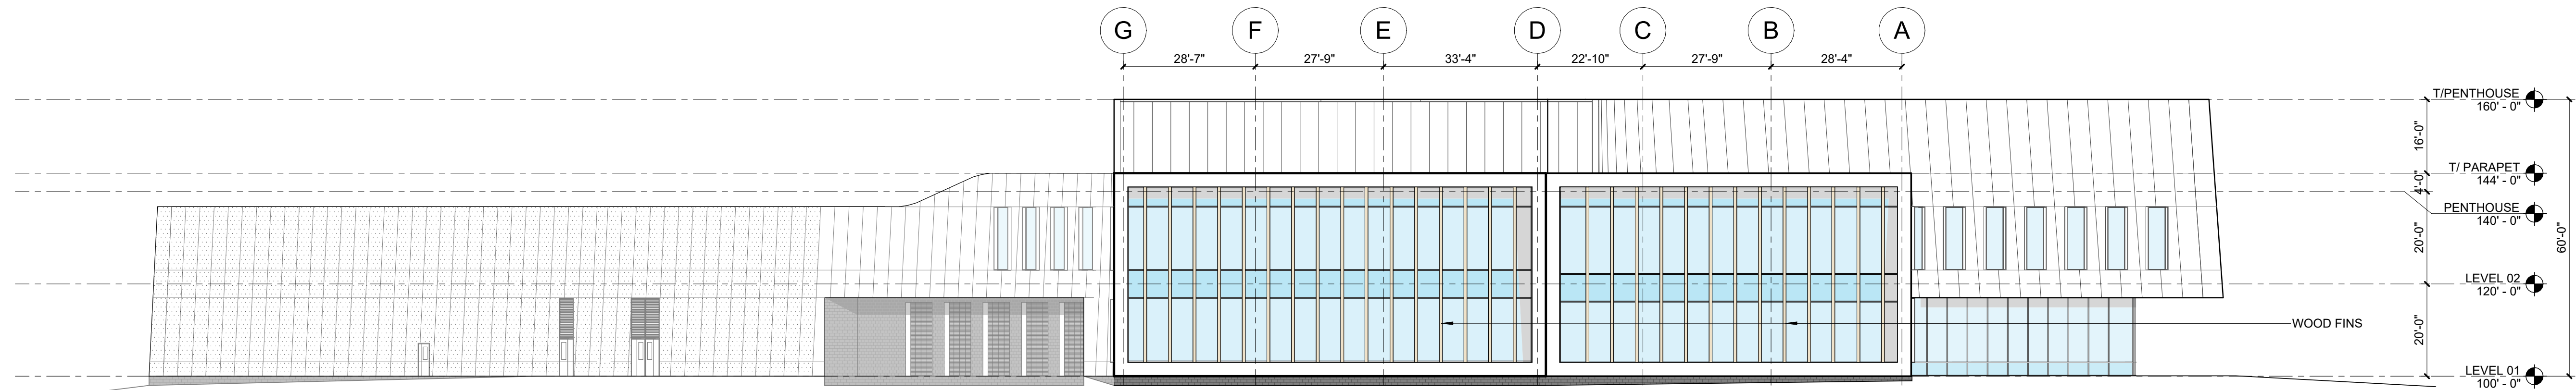 G F E D C B A
28'-7" 27'-9" 33'-4" 22'-10" 27'-9" 28'-4"
T/PENTHOUSE
160' - 0"
16'-0"
T/ PARAPET
144' - 0"
4'-0"
PENTHOUSE
140' - 0"
20'-0"
60'-0"
LEVEL 02
120' - 0"
WOOD FINS
20'-0"
LEVEL 01
100' - 0"